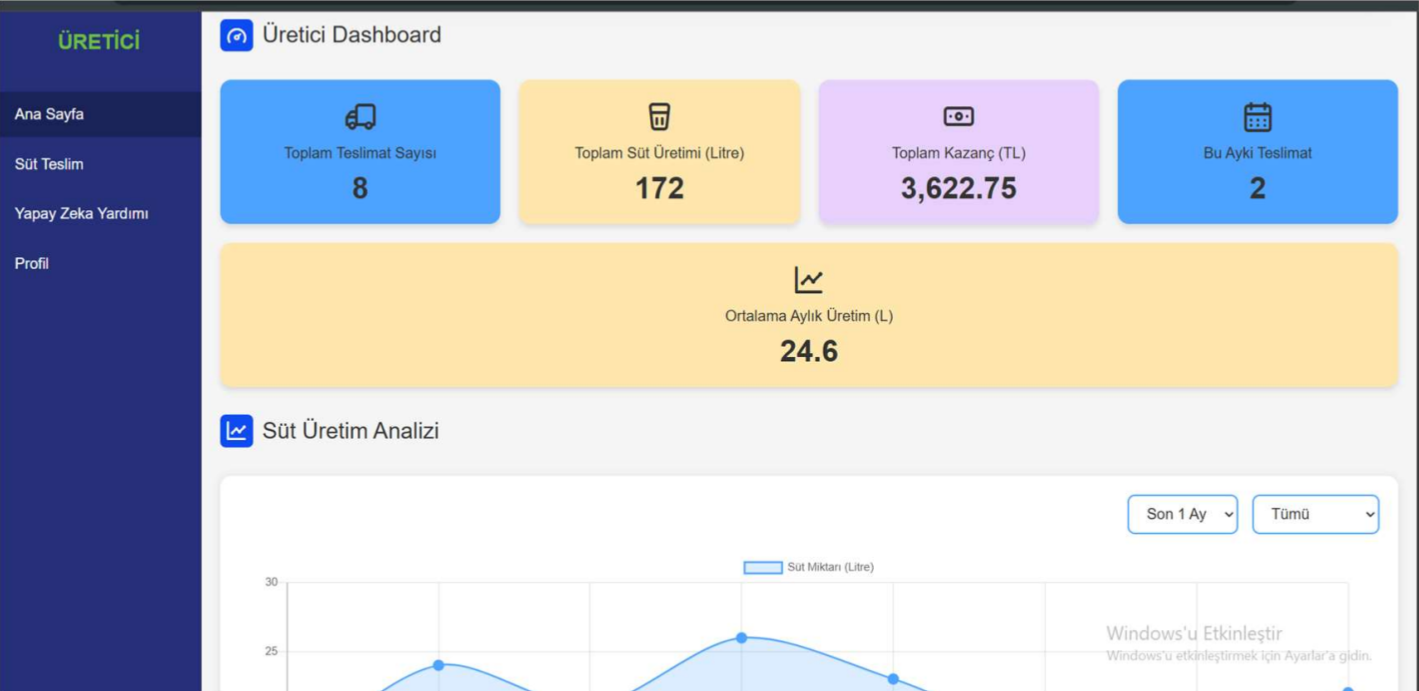 ÜRETİCİ
Ana Sayfa
Süt Teslim
Yapay Zeka Yardımı
Profil
Üretici Dashboard
Toplam Teslimat Sayısı
8
Toplam Süt Üretimi (Litre)
172
Toplam Kazanç (TL)
3,622.75
Bu Ayki Teslimat
2
Ortalama Aylık Üretim (L)
24.6
Süt Üretim Analizi
Son 1 Ay
Tümü
Süt Miktarı (Litre)
30
25
Windows'u Etkinleştir
Windows'u etkinleştirmek için Ayarlar'a gidin.